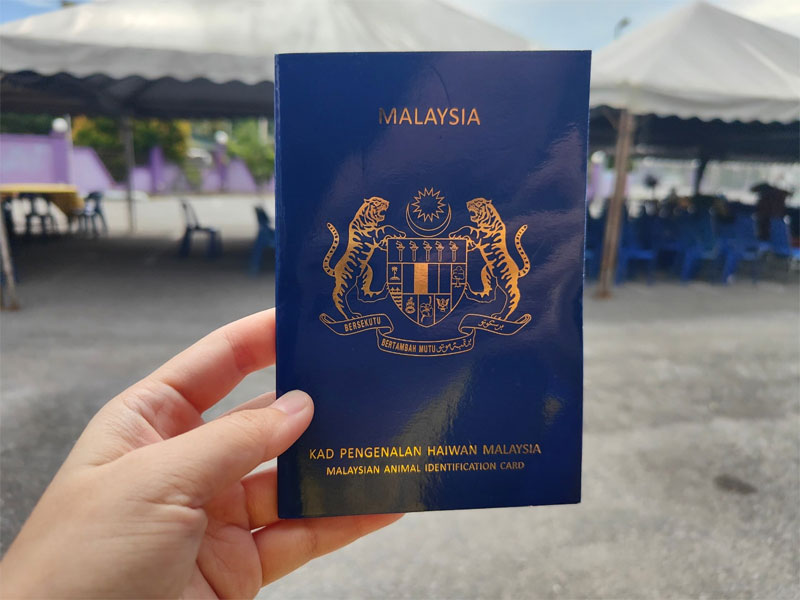 MALAYSIA
BERSEKUTU
BERTAMBAH MUTU
KAD PENGENALAN HAIWAN MALAYSIA
MALAYSIAN ANIMAL IDENTIFICATION CARD